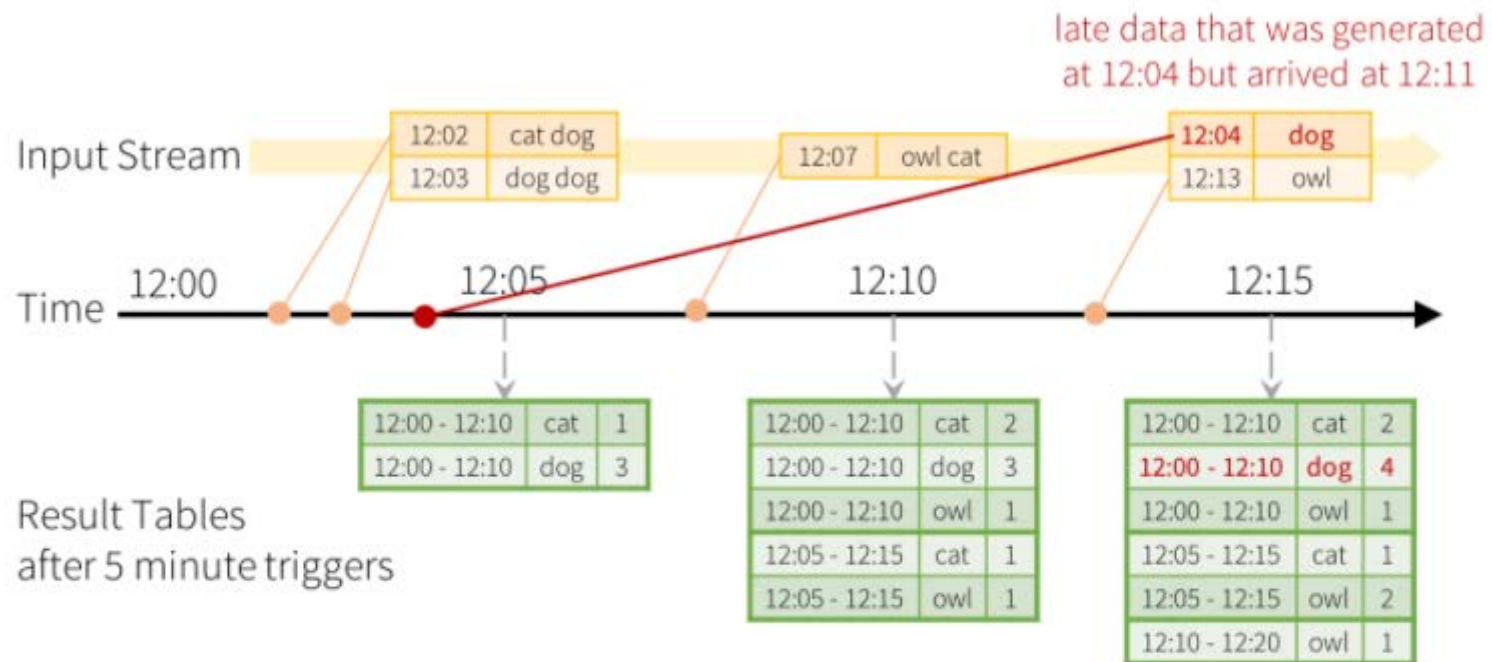 late data that was generated
at 12:04 but arrived at 12:11
Input Stream
12:02 cat dog
12:03 dog dog
12:07 owl cat
12:04 dog
12:13 owl
Time
12:00
12:05
12:10
12:15
Result Tables
after 5 minute triggers
12:00 - 12:10 cat 1
12:00 - 12:10 dog 3
12:00 - 12:10 cat 2
12:00 - 12:10 dog 3
12:00 - 12:10 owl 1
12:05 - 12:15 cat 1
12:05 - 12:15 owl 1
12:00 - 12:10 cat 2
12:00 - 12:10 dog 4
12:00 - 12:10 owl 1
12:05 - 12:15 cat 1
12:05 - 12:15 owl 2
12:10 - 12:20 owl 1